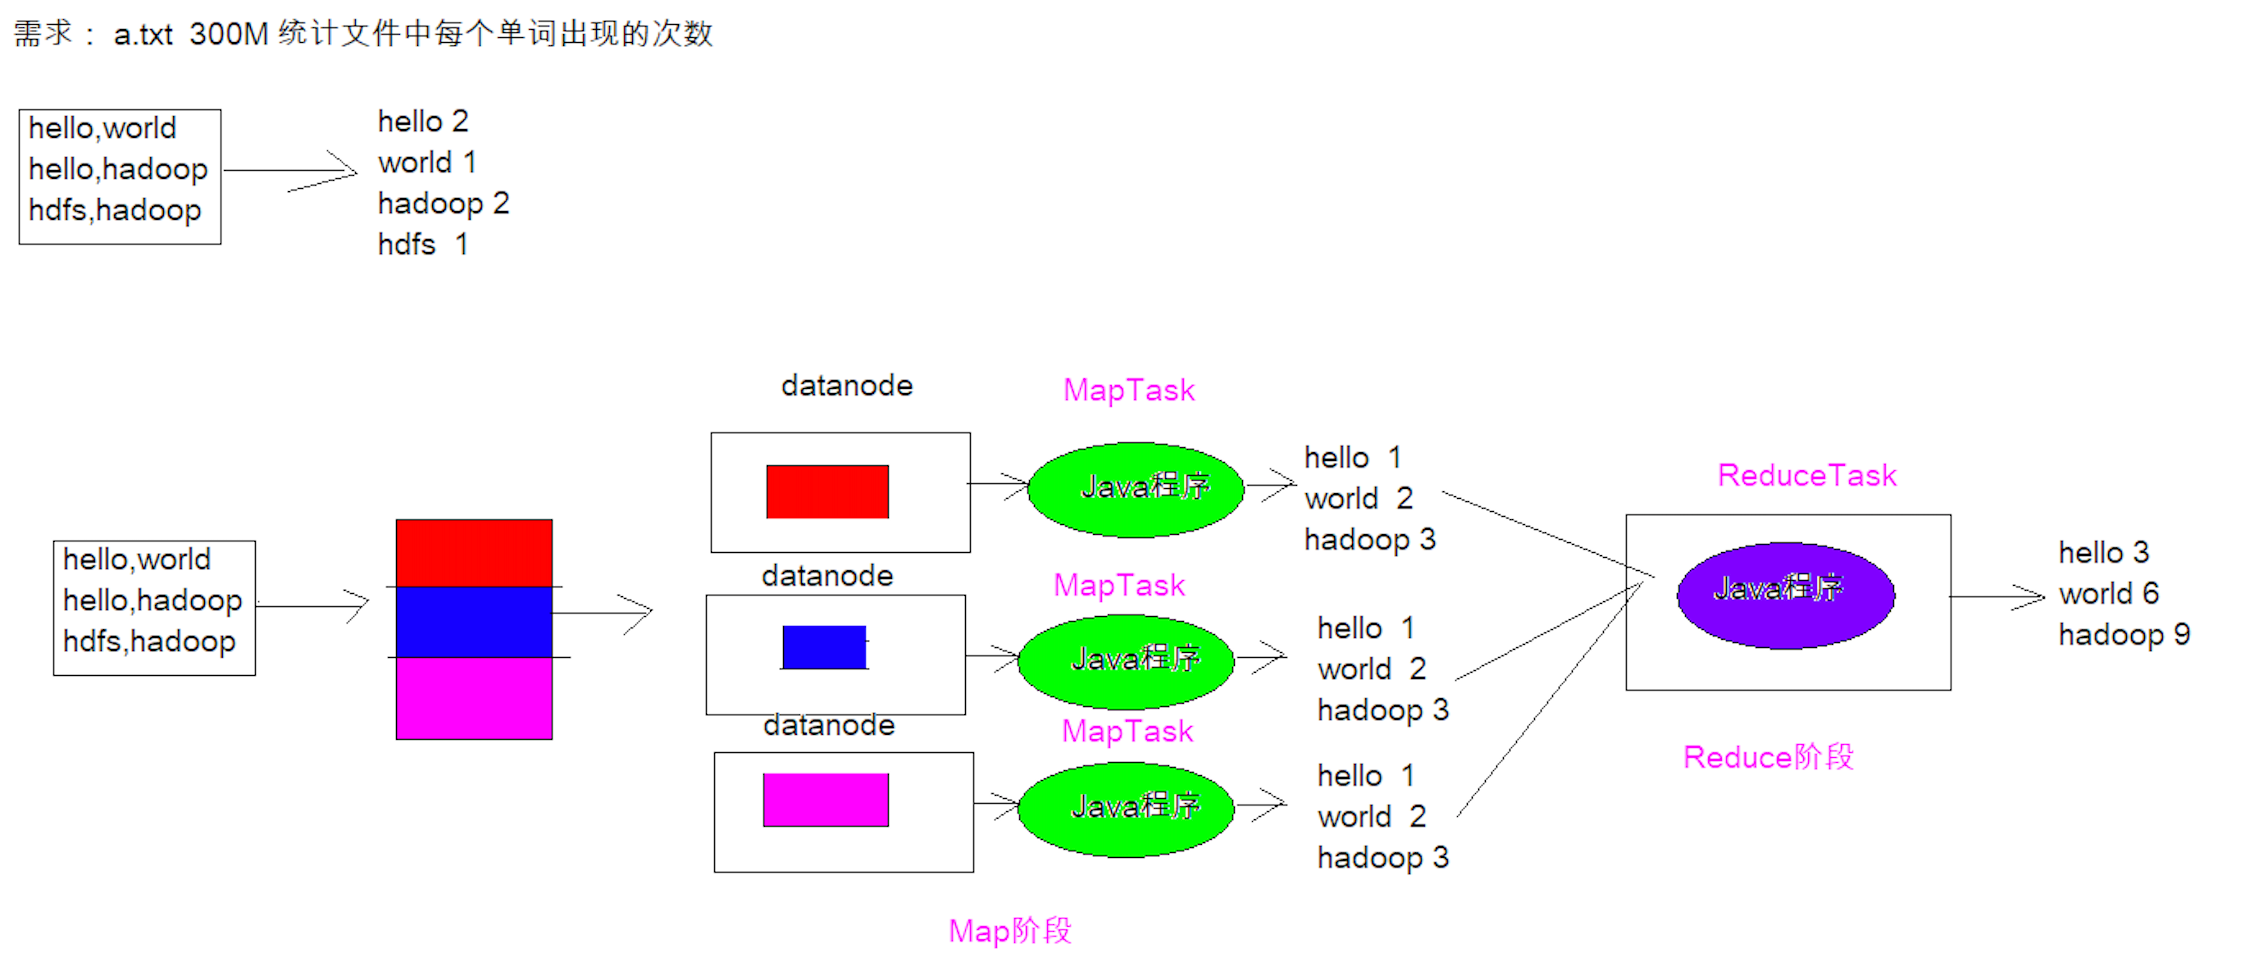 需求： a.txt 300M 统计文件中每个单词出现的次数
hello,world
hello,hadoop
hdfs,hadoop
hello 2
world 1
hadoop 2
hdfs 1
hello,world
hello,hadoop
hdfs,hadoop
datanode
MapTask
Java程序
hello 1
world 2
hadoop 3
datanode
MapTask
Java程序
hello 1
world 2
hadoop 3
datanode
MapTask
Java程序
hello 1
world 2
hadoop 3
Map阶段
ReduceTask
Java程序
Reduce阶段
hello 3
world 6
hadoop 9